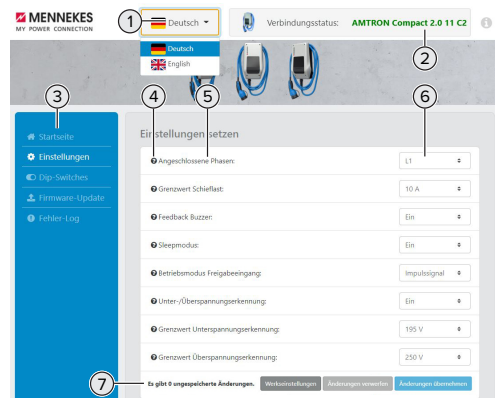 MENNEKES
MY POWER CONNECTION
1
Deutsch
Verbindungsstatus: AMTRON Compact 2.0 11 C2
Deutsch
English
2
3
4
5
6
Startseite
Einstellungen
Dip-Switches
Firmware-Update
Fehler-Log
Einstellungen setzen
Angeschlossene Phasen: L1
Grenzwert Schieflast: 10 A
Feedback Buzzer: Ein
Sleepmodus: Ein
Betriebsmodus Freigabeeingang: Impulssignal
Unter-/Überspannungserkennung: Ein
Grenzwert Unterspannungserkennung: 195 V
Grenzwert Überspannungserkennung: 250 V
7
Es gibt 0 ungespeicherte Änderungen. Werkseinstellungen Änderungen verwerfen Änderungen übernehmen